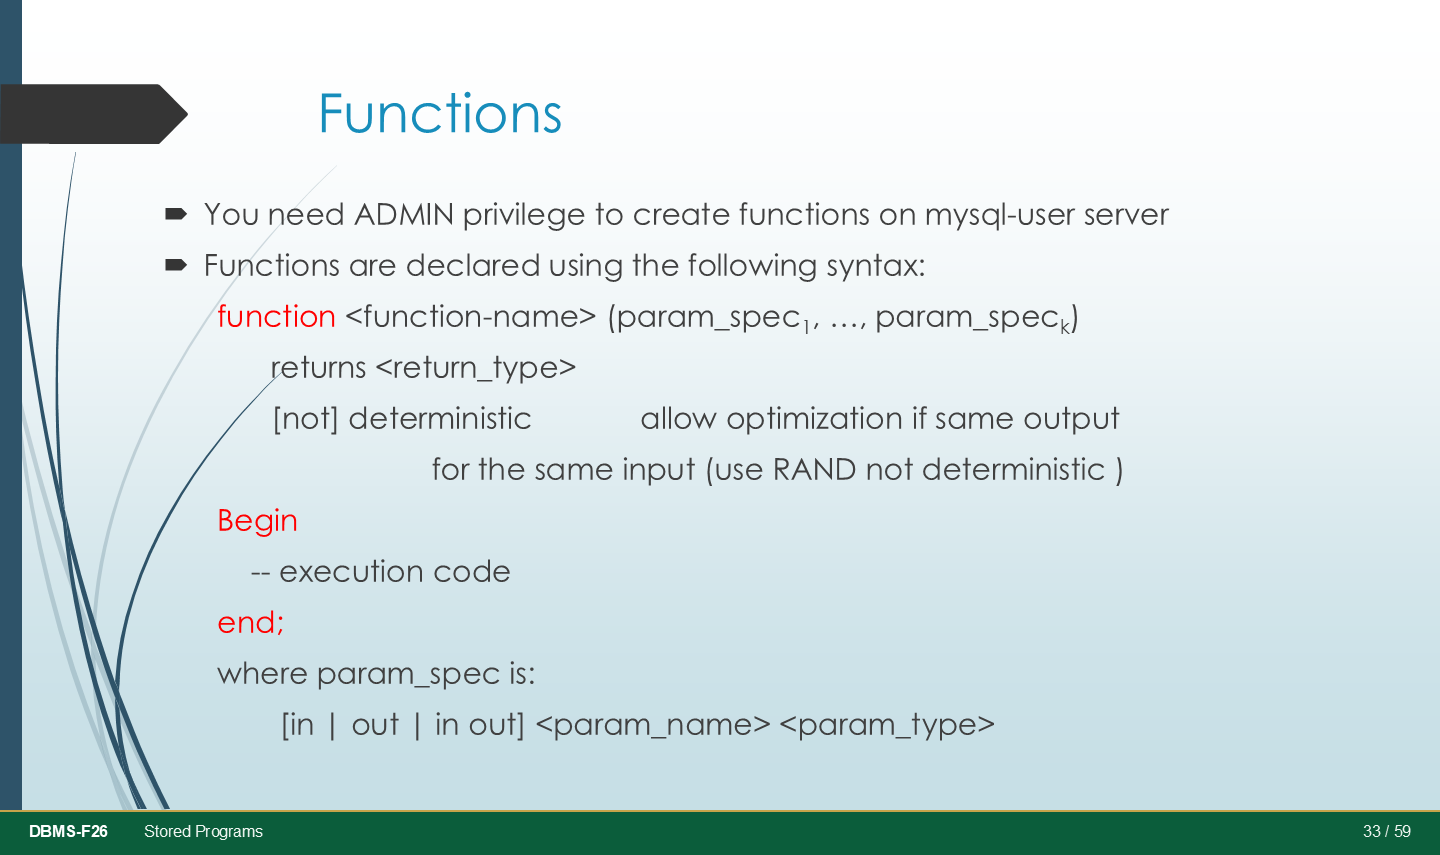 Functions
You need ADMIN privilege to create functions on mysql-user server
Functions are declared using the following syntax:
function <function-name> (param_spec1, …, param_speck)
returns <return_type>
[not] deterministic allow optimization if same output
for the same input (use RAND not deterministic )
Begin
-- execution code
end;
where param_spec is:
[in | out | in out] <param_name> <param_type>
DBMS-F26 Stored Programs 33 / 59